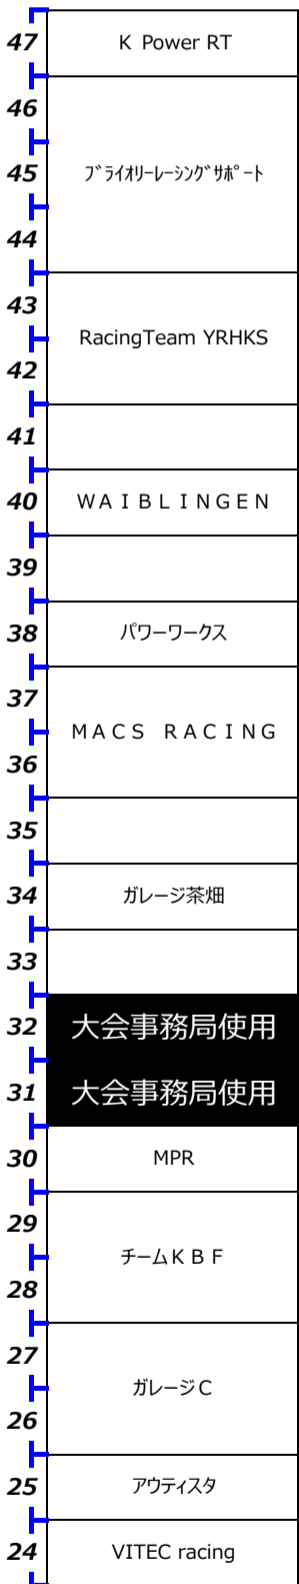 47 K Power RT
46
45 ﾌﾟﾗｲｵﾘｰﾚｰｼﾝｸﾞｻﾎﾟｰﾄ
44
43
RacingTeam YRHKS
42
41
40 ＷＡＩＢＬＩＮＧＥＮ
39
38 パワーワークス
37
ＭＡＣＳ　ＲＡＣＩＮＧ
36
35
34 ガレージ茶畑
33
32 大会事務局使用
31 大会事務局使用
30 MPR
29
チームＫＢＦ
28
27
ガレージＣ
26
25 アウティスタ
24 VITEC racing